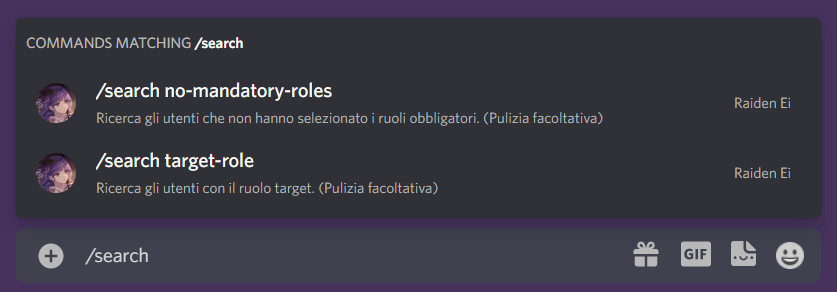 COMMANDS MATCHING /search
/search no-mandatory-roles
Ricerca gli utenti che non hanno selezionato i ruoli obbligatori. (Pulizia facoltativa)
Raiden Ei
/search target-role
Ricerca gli utenti con il ruolo target. (Pulizia facoltativa)
Raiden Ei
/search
GIF